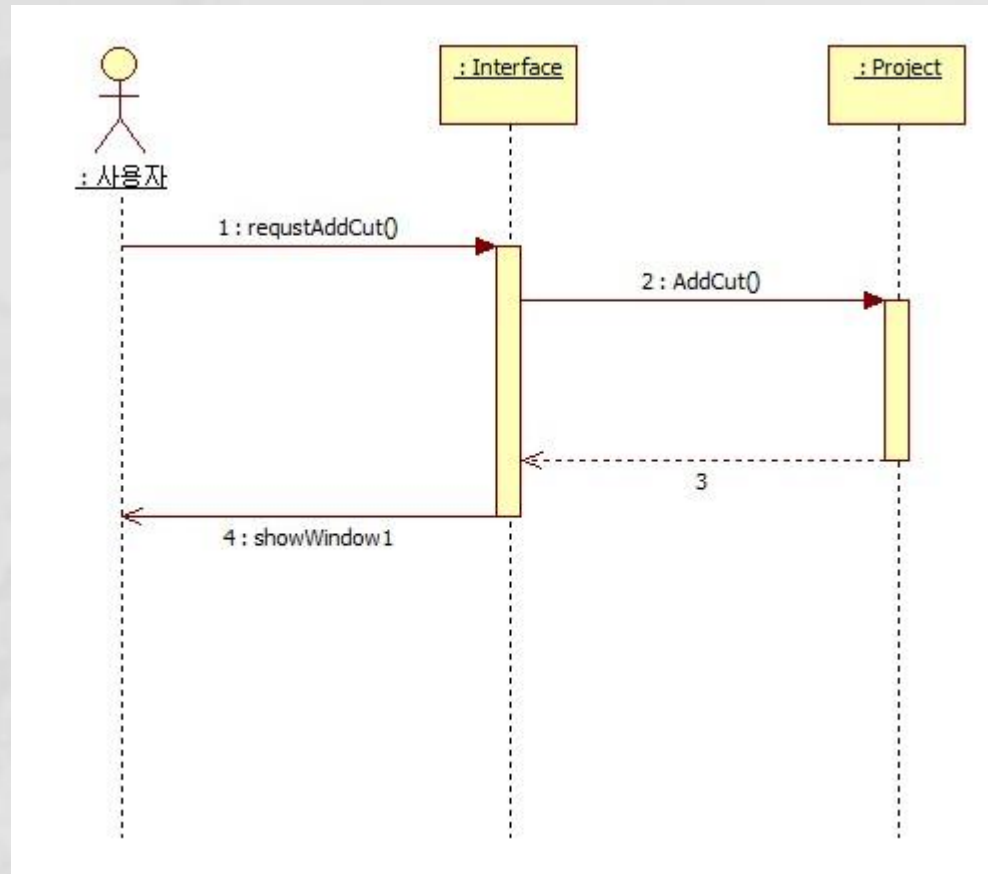 : Interface
: Project
: 사용자
1 : requstAddCut()
2 : AddCut()
3
4 : showWindow1